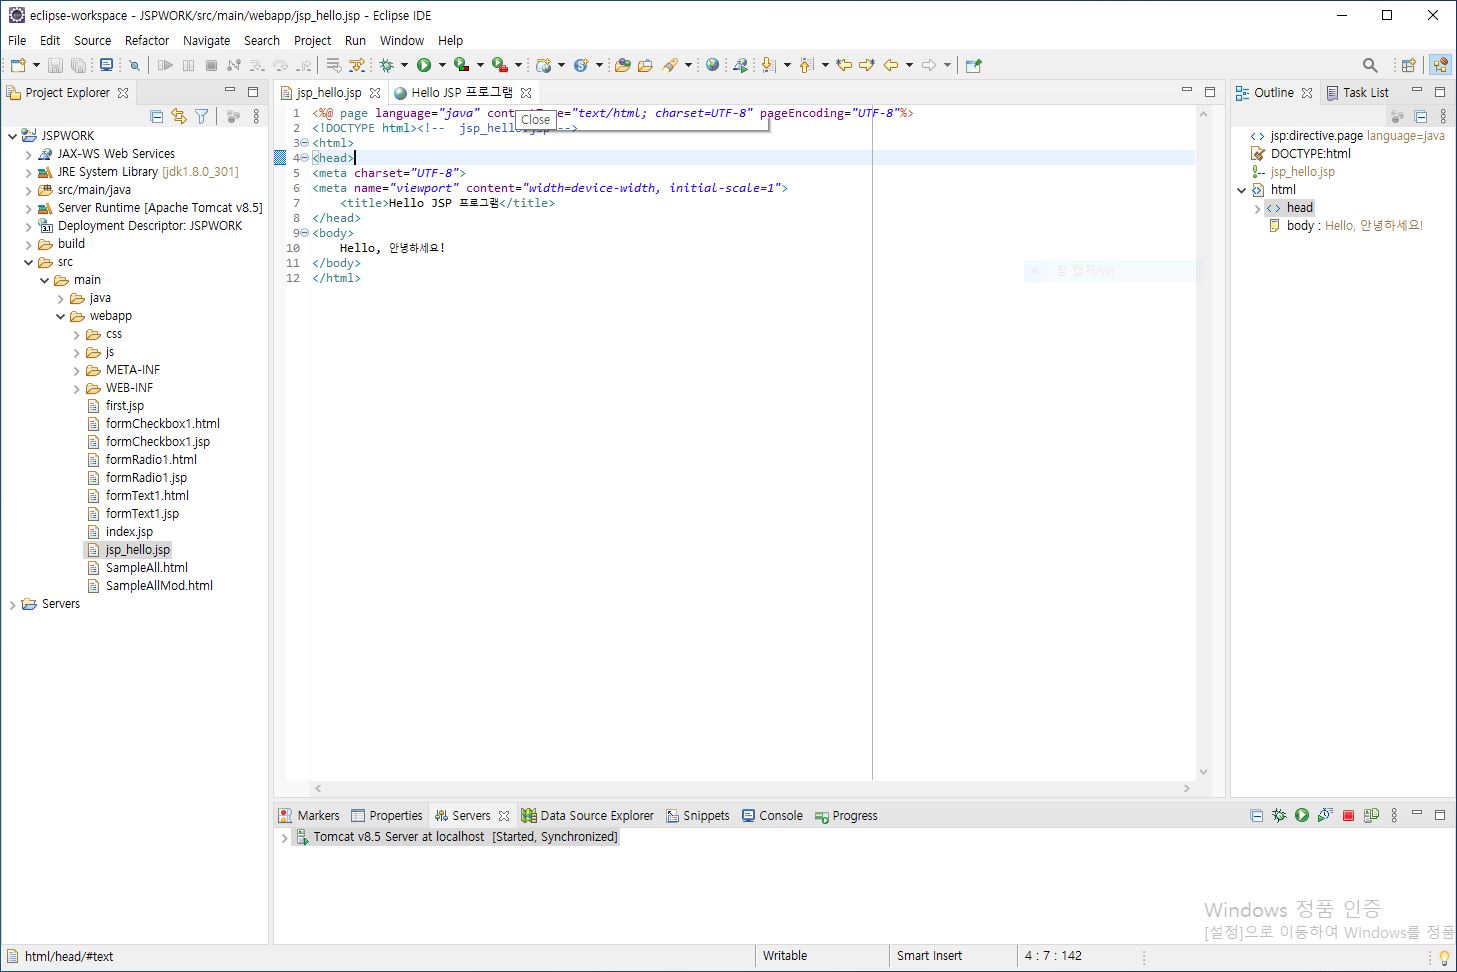 eclipse-workspace - JSPWORK/src/main/webapp/jsp_hello.jsp - Eclipse IDE
File Edit Source Refactor Navigate Search Project Run Window Help
Project Explorer
JSPWORK
JAX-WS Web Services
JRE System Library [jdk1.8.0_301]
src/main/java
Server Runtime [Apache Tomcat v8.5]
Deployment Descriptor: JSPWORK
build
src
main
java
webapp
css
js
META-INF
WEB-INF
first.jsp
formCheckbox1.html
formCheckbox1.jsp
formRadio1.html
formRadio1.jsp
formText1.html
formText1.jsp
index.jsp
jsp_hello.jsp
SampleAll.html
SampleAllMod.html
Servers
jsp_hello.jsp Hello JSP 프로그램
Close
1 <%@ page language="java" cont e="text/html; charset=UTF-8" pageEncoding="UTF-8"%>
2 <!DOCTYPE html><!-- jsp_hello.jsp -->
3 <html>
4 <head>
5 <meta charset="UTF-8">
6 <meta name="viewport" content="width=device-width, initial-scale=1">
7 <title>Hello JSP 프로그램</title>
8 </head>
9 <body>
10 Hello, 안녕하세요!
11 </body>
12 </html>
창 캡처(W)
Outline Task List
jsp:directive.page language=java
DOCTYPE:html
jsp_hello.jsp
html
head
body : Hello, 안녕하세요!
Markers Properties Servers Data Source Explorer Snippets Console Progress
Tomcat v8.5 Server at localhost [Started, Synchronized]
Windows 정품 인증
[설정]으로 이동하여 Windows를 정품
html/head/#text
Writable
Smart Insert
4 : 7 : 142